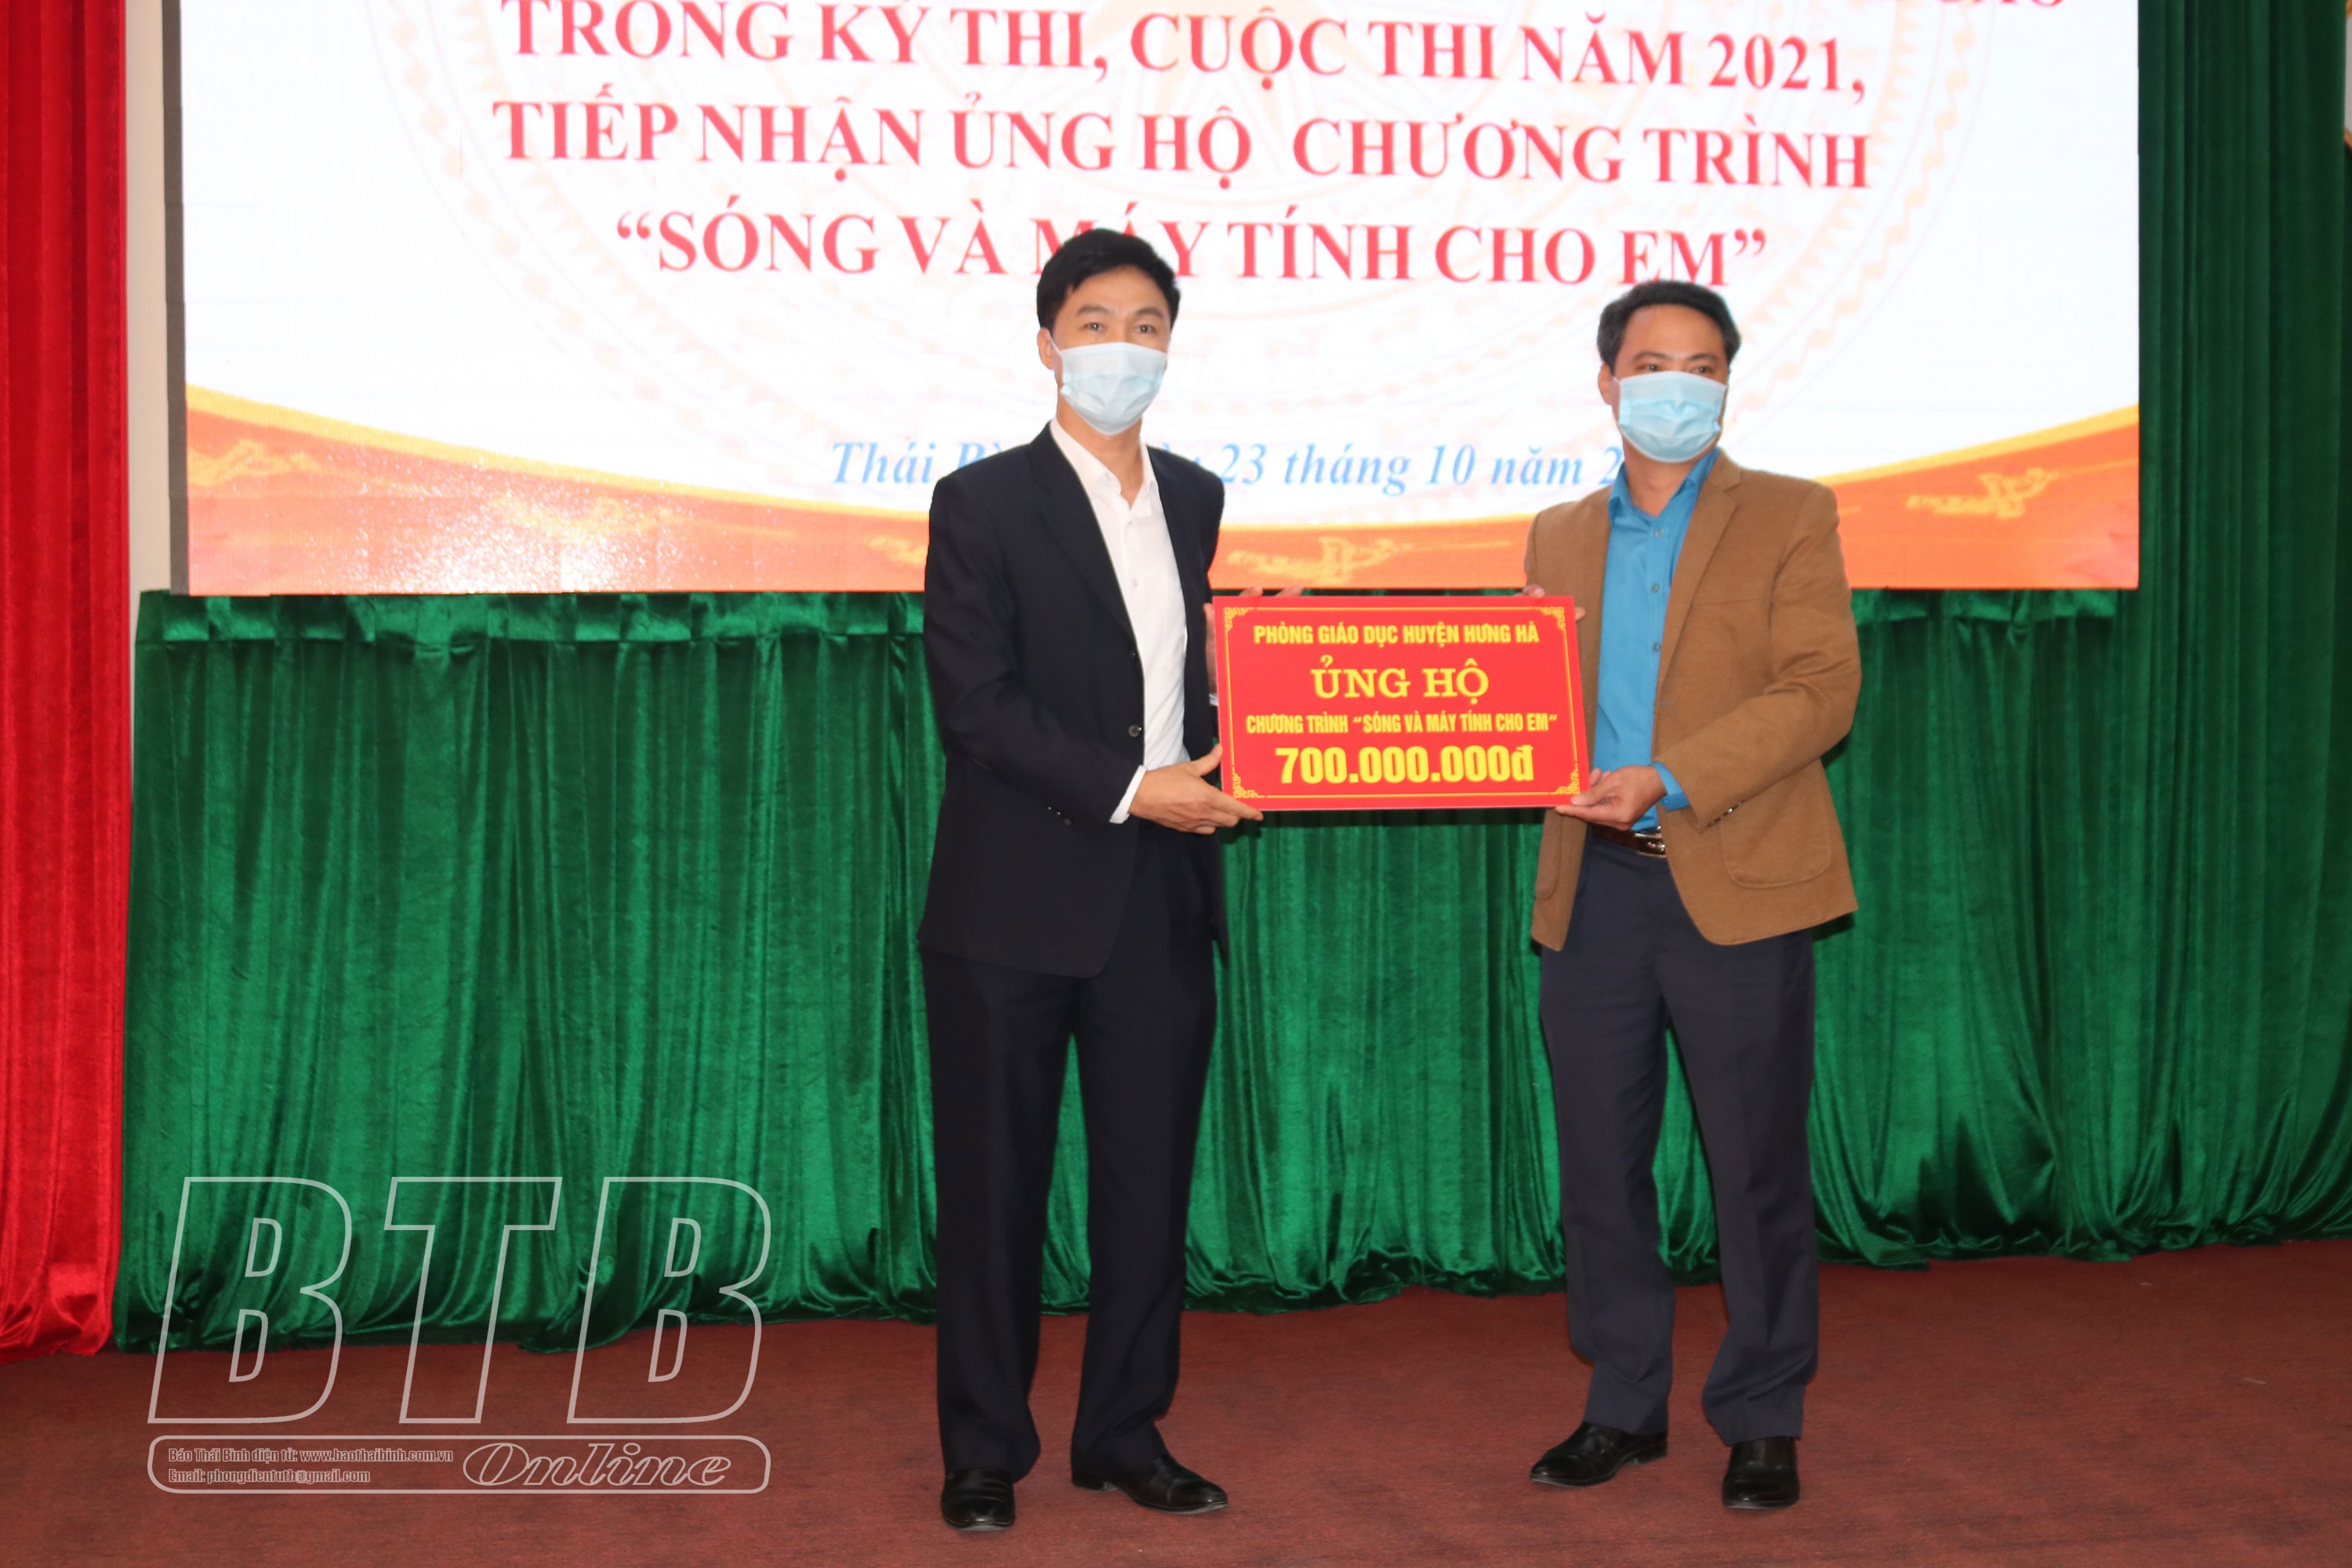 TRONG KỲ THI, CUỘC THI NĂM 2021,
TIẾP NHẬN ỦNG HỘ CHƯƠNG TRÌNH
“SÓNG VÀ MÁY TÍNH CHO EM”
Thái 23 tháng 10 năm 2
PHÒNG GIÁO DỤC HUYỆN HƯNG HÀ
ỦNG HỘ
CHƯƠNG TRÌNH “SÓNG VÀ MÁY TÍNH CHO EM”
700.000.000đ
BTB
Báo Thái Bình điện tử: www.baothaibinh.com.vn
Email: phongdientutb@gmail.com
Online